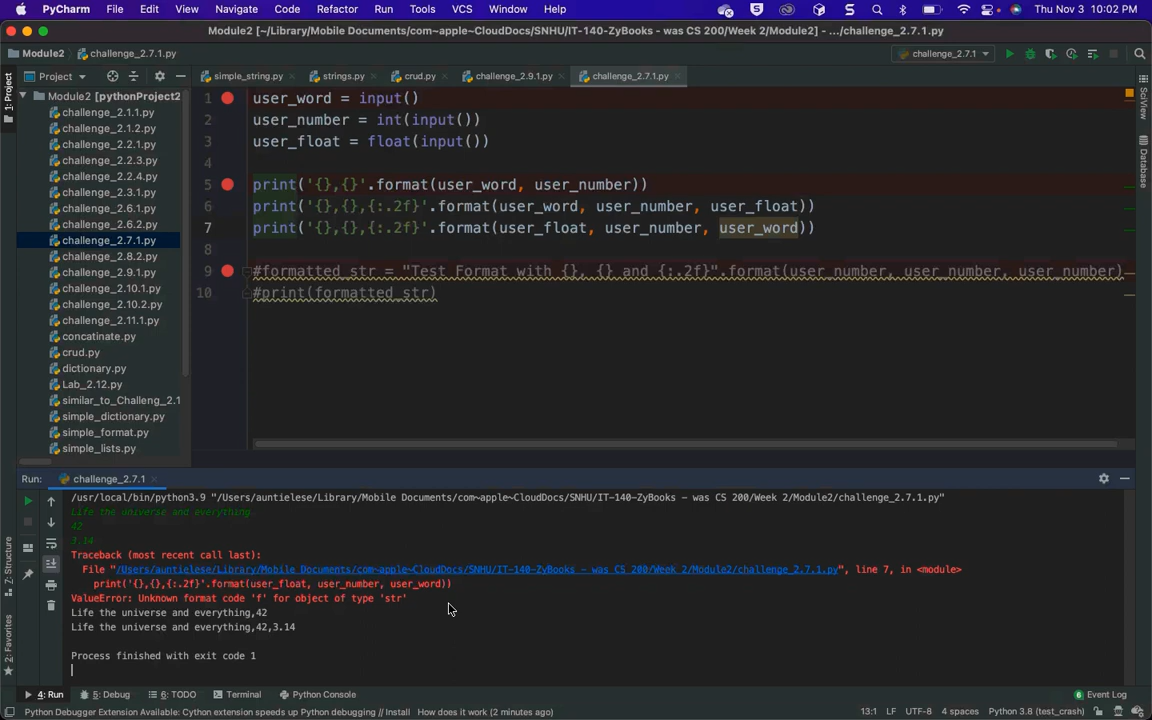 PyCharm File Edit View Navigate Code Refactor Run Tools VCS Window Help Thu Nov 3 10:02 PM
Module2 [~/Library/Mobile Documents/com~apple~CloudDocs/SNHU/IT-140-ZyBooks - was CS 200/Week 2/Module2] - .../challenge_2.7.1.py
Module2 challenge_2.7.1.py challenge_2.7.1
Project simple_string.py strings.py crud.py challenge_2.9.1.py challenge_2.7.1.py
Module2 [pythonProject2
challenge_2.1.1.py
challenge_2.1.2.py
challenge_2.2.1.py
challenge_2.2.3.py
challenge_2.2.4.py
challenge_2.3.1.py
challenge_2.6.1.py
challenge_2.6.2.py
challenge_2.7.1.py
challenge_2.8.2.py
challenge_2.9.1.py
challenge_2.10.1.py
challenge_2.10.2.py
challenge_2.11.1.py
concatinate.py
crud.py
dictionary.py
Lab_2.12.py
similar_to_Challeng_2.1
simple_dictionary.py
simple_format.py
simple_lists.py
1 user_word = input()
2 user_number = int(input())
3 user_float = float(input())
4
5 print('{},{}'.format(user_word, user_number))
6 print('{},{},{:.2f}'.format(user_word, user_number, user_float))
7 print('{},{},{:.2f}'.format(user_float, user_number, user_word))
8
9 #formatted_str = "Test Format with {}, {} and {:.2f}".format(user_number, user_number, user_number)
10 #print(formatted_str)
1: Project
SciView
Database
Z: Structure
2: Favorites
Run: challenge_2.7.1
/usr/local/bin/python3.9 "/Users/auntielese/Library/Mobile Documents/com~apple~CloudDocs/SNHU/IT-140-ZyBooks - was CS 200/Week 2/Module2/challenge_2.7.1.py"
Life the universe and everything
42
3.14
Traceback (most recent call last):
File "/Users/auntielese/Library/Mobile Documents/com~apple~CloudDocs/SNHU/IT-140-ZyBooks - was CS 200/Week 2/Module2/challenge_2.7.1.py", line 7, in <module>
print('{},{},{:.2f}'.format(user_float, user_number, user_word))
ValueError: Unknown format code 'f' for object of type 'str'
Life the universe and everything,42
Life the universe and everything,42,3.14
Process finished with exit code 1
4: Run 5: Debug 6: TODO Terminal Python Console 6 Event Log
Python Debugger Extension Available: Cython extension speeds up Python debugging // Install How does it work (2 minutes ago) 13:1 LF UTF-8 4 spaces Python 3.8 (test_crash)